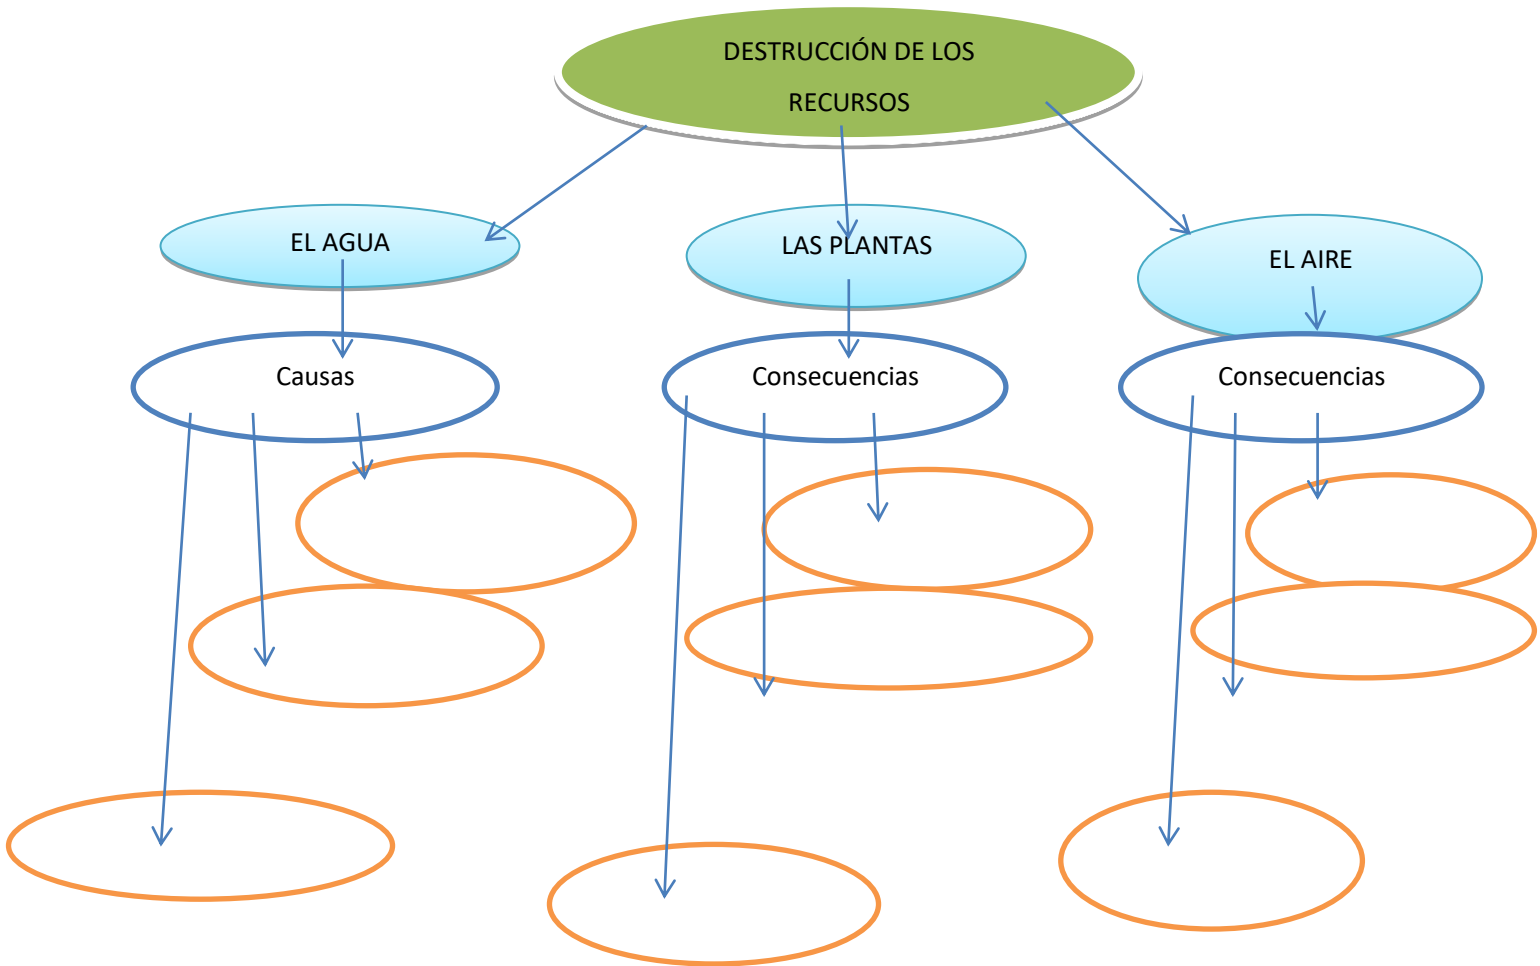 DESTRUCCIÓN DE LOS
RECURSOS
EL AGUA
LAS PLANTAS
EL AIRE
Causas
Consecuencias
Consecuencias